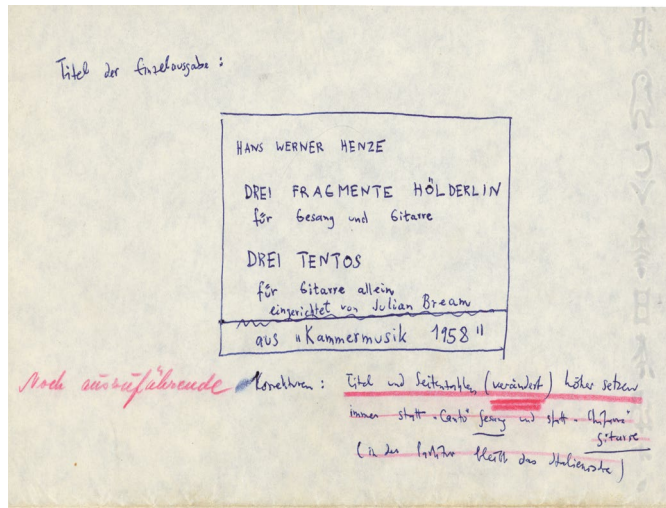 Titel der Einzelausgabe :
HANS WERNER HENZE
DREI FRAGMENTE HÖLDERLIN
für Gesang und Gitarre
DREI TENTOS
für Gitarre allein
eingerichtet von Julian Bream
aus "Kammermusik 1958"
Noch auszuführende Korrekturen : Titel und Seitenzahlen (verändert) höher setzen
immer statt "Canto" Gesang und statt "Chitarra" Gitarre
(in der Partitur bleibt das Italienische)